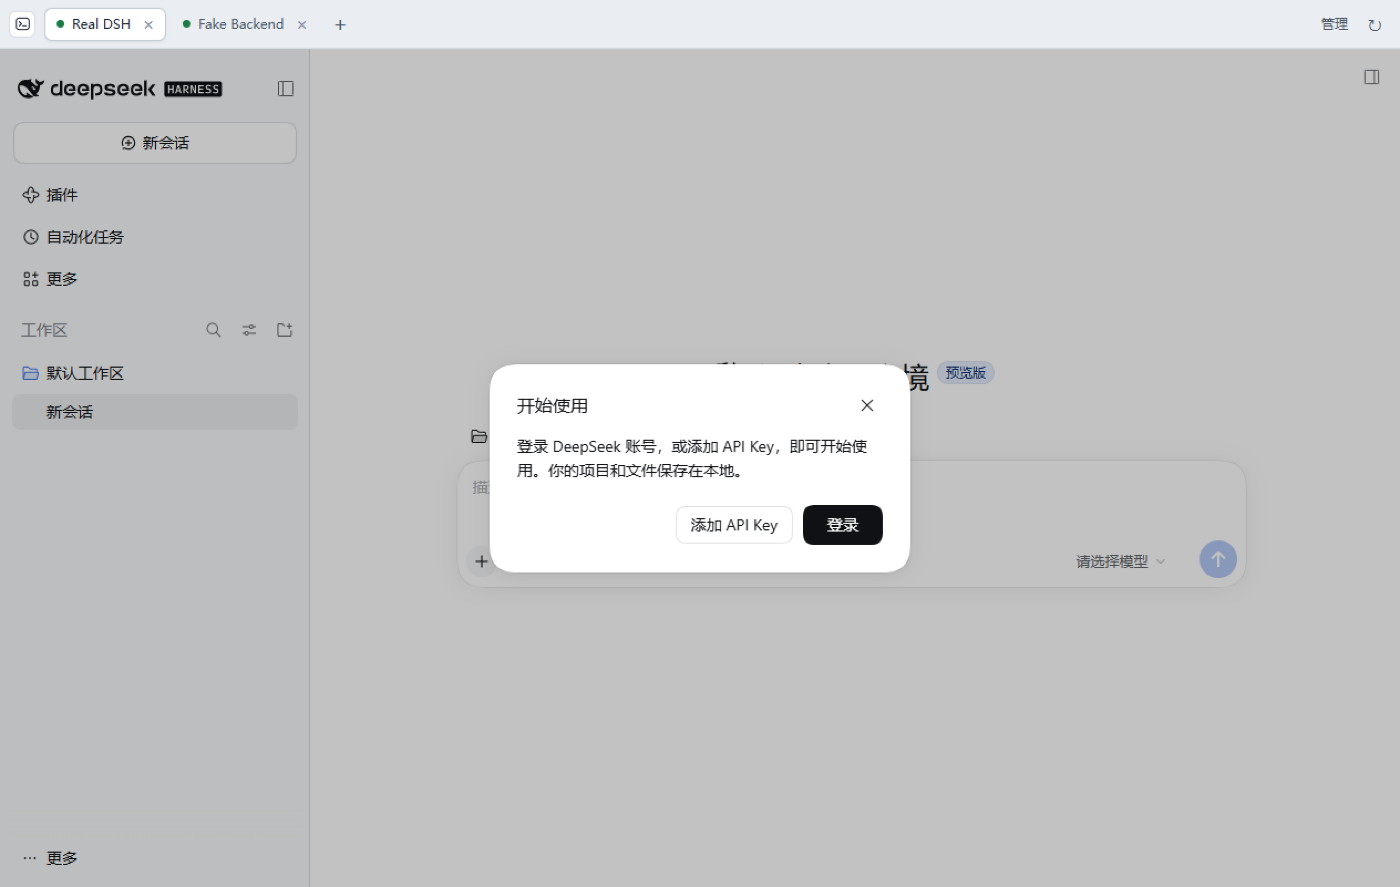 Real DSH
Fake Backend
管理
deepseek HARNESS
新会话
插件
自动化任务
更多
工作区
默认工作区
新会话
境
预览版
开始使用
登录 DeepSeek 账号，或添加 API Key，即可开始使
用。你的项目和文件保存在本地。
添加 API Key
登录
请选择模型
更多